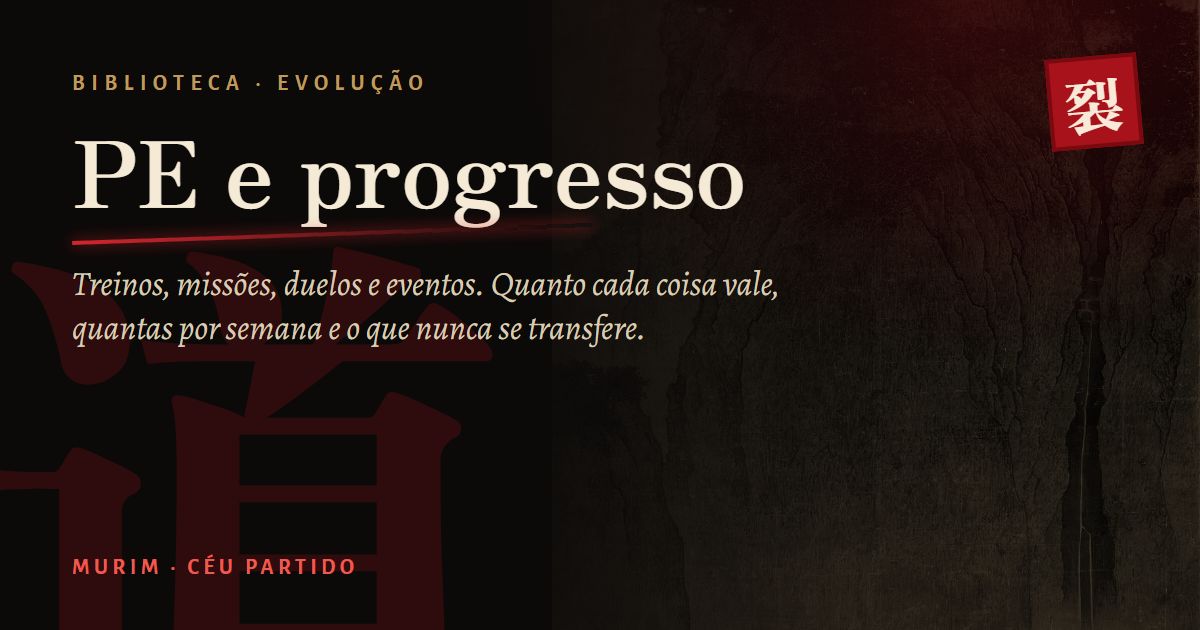 BIBLIOTECA · EVOLUÇÃO
裂
PE e progresso
Treinos, missões, duelos e eventos. Quanto cada coisa vale,
quantas por semana e o que nunca se transfere.
道
MURIM · CÉU PARTIDO